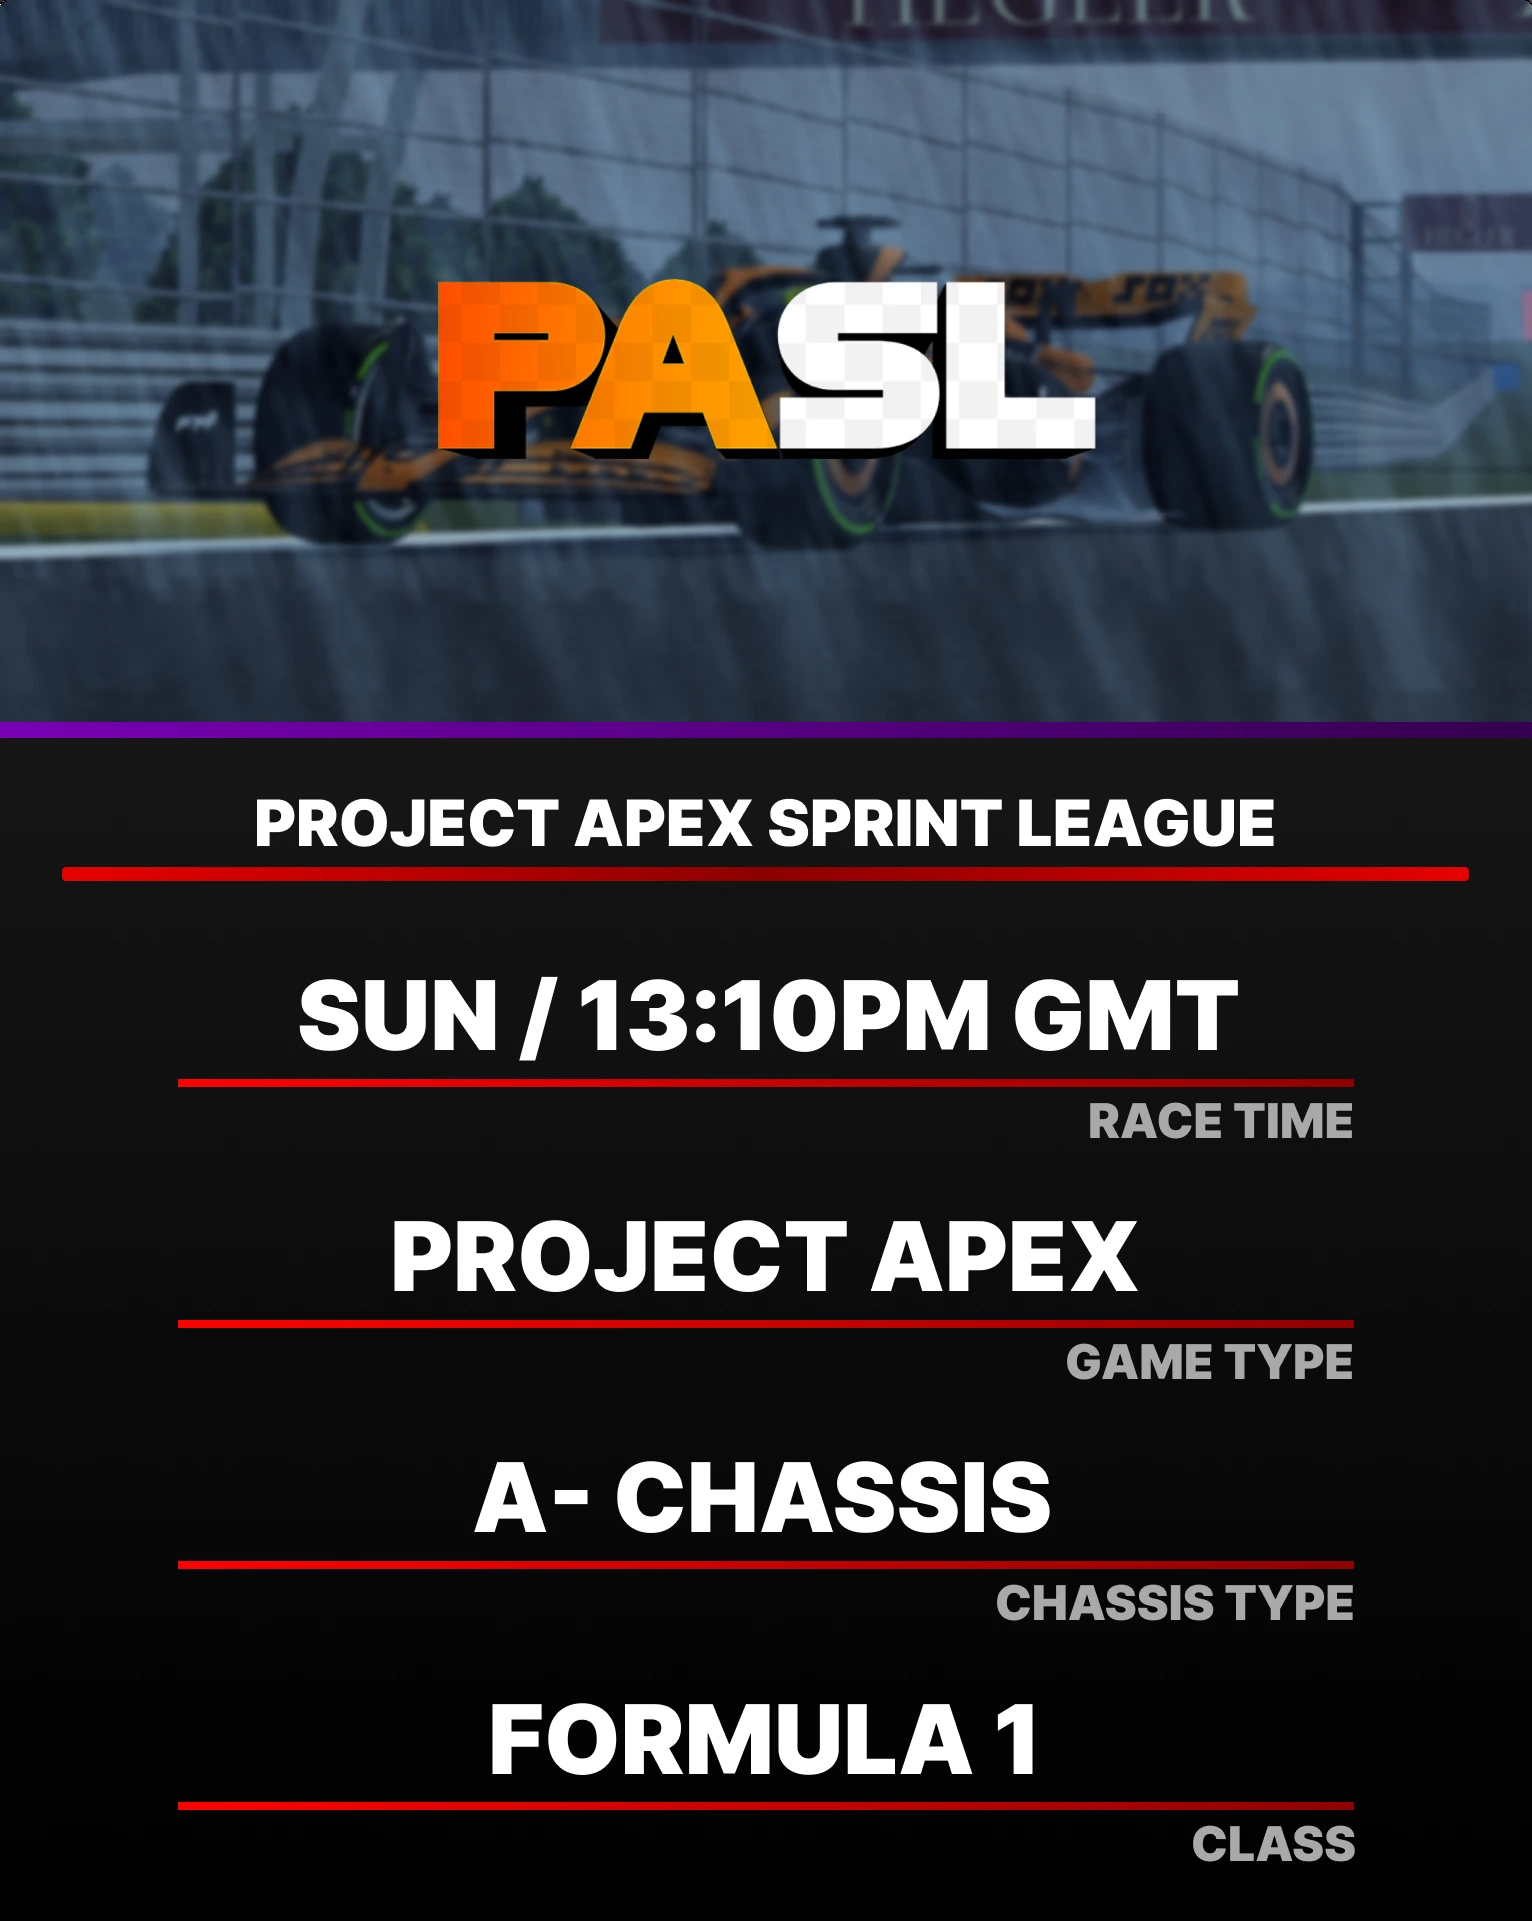 PASL
PROJECT APEX SPRINT LEAGUE
SUN / 13:10PM GMT
RACE TIME
PROJECT APEX
GAME TYPE
A- CHASSIS
CHASSIS TYPE
FORMULA 1
CLASS